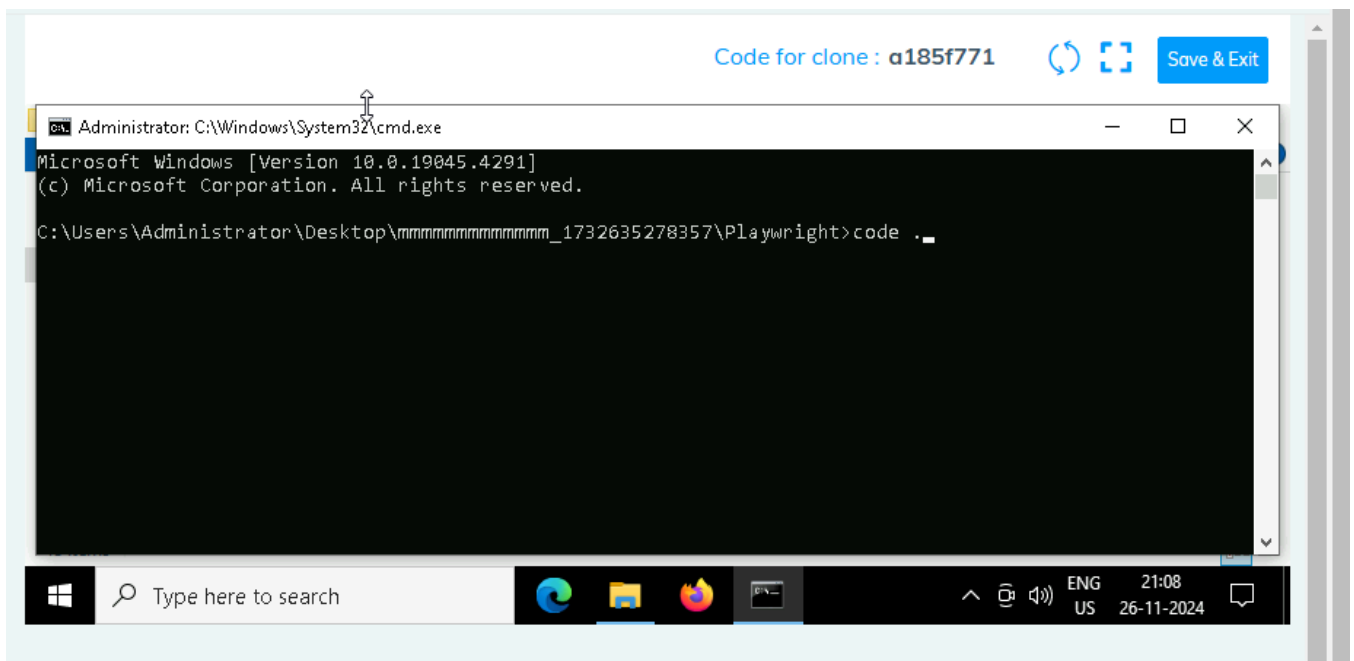 Code for clone : a185f771
Save & Exit
Administrator: C:\Windows\System32\cmd.exe
Microsoft Windows [Version 10.0.19045.4291]
(c) Microsoft Corporation. All rights reserved.
C:\Users\Administrator\Desktop\mmmmmmmmmmmmmm_1732635278357\Playwright>code .
Type here to search
ENG
US
21:08
26-11-2024